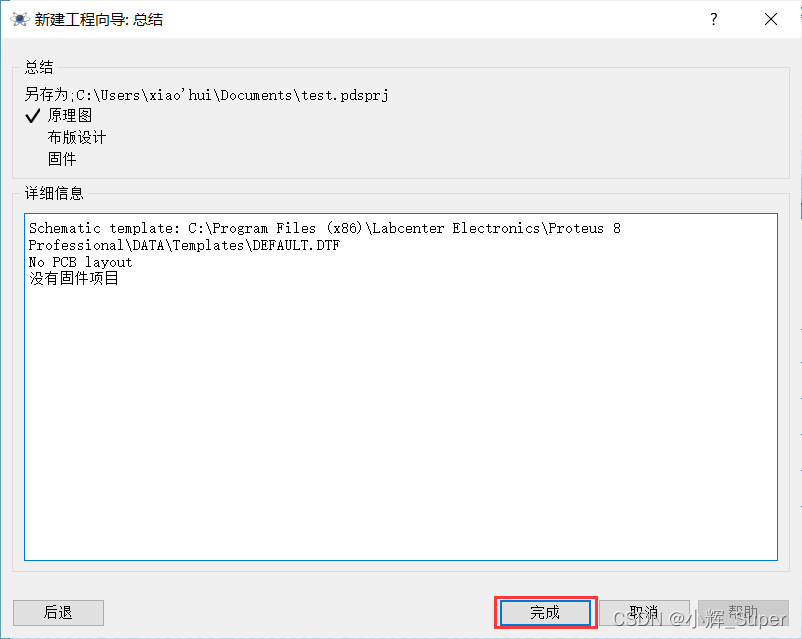 新建工程向导: 总结
?
总结
另存为;C:\Users\xiao'hui\Documents\test.pdsprj
原理图
布版设计
固件
详细信息
Schematic template: C:\Program Files (x86)\Labcenter Electronics\Proteus 8
Professional\DATA\Templates\DEFAULT.DTF
No PCB layout
没有固件项目
后退
完成
取消
帮助
CSDN @小辉_Super